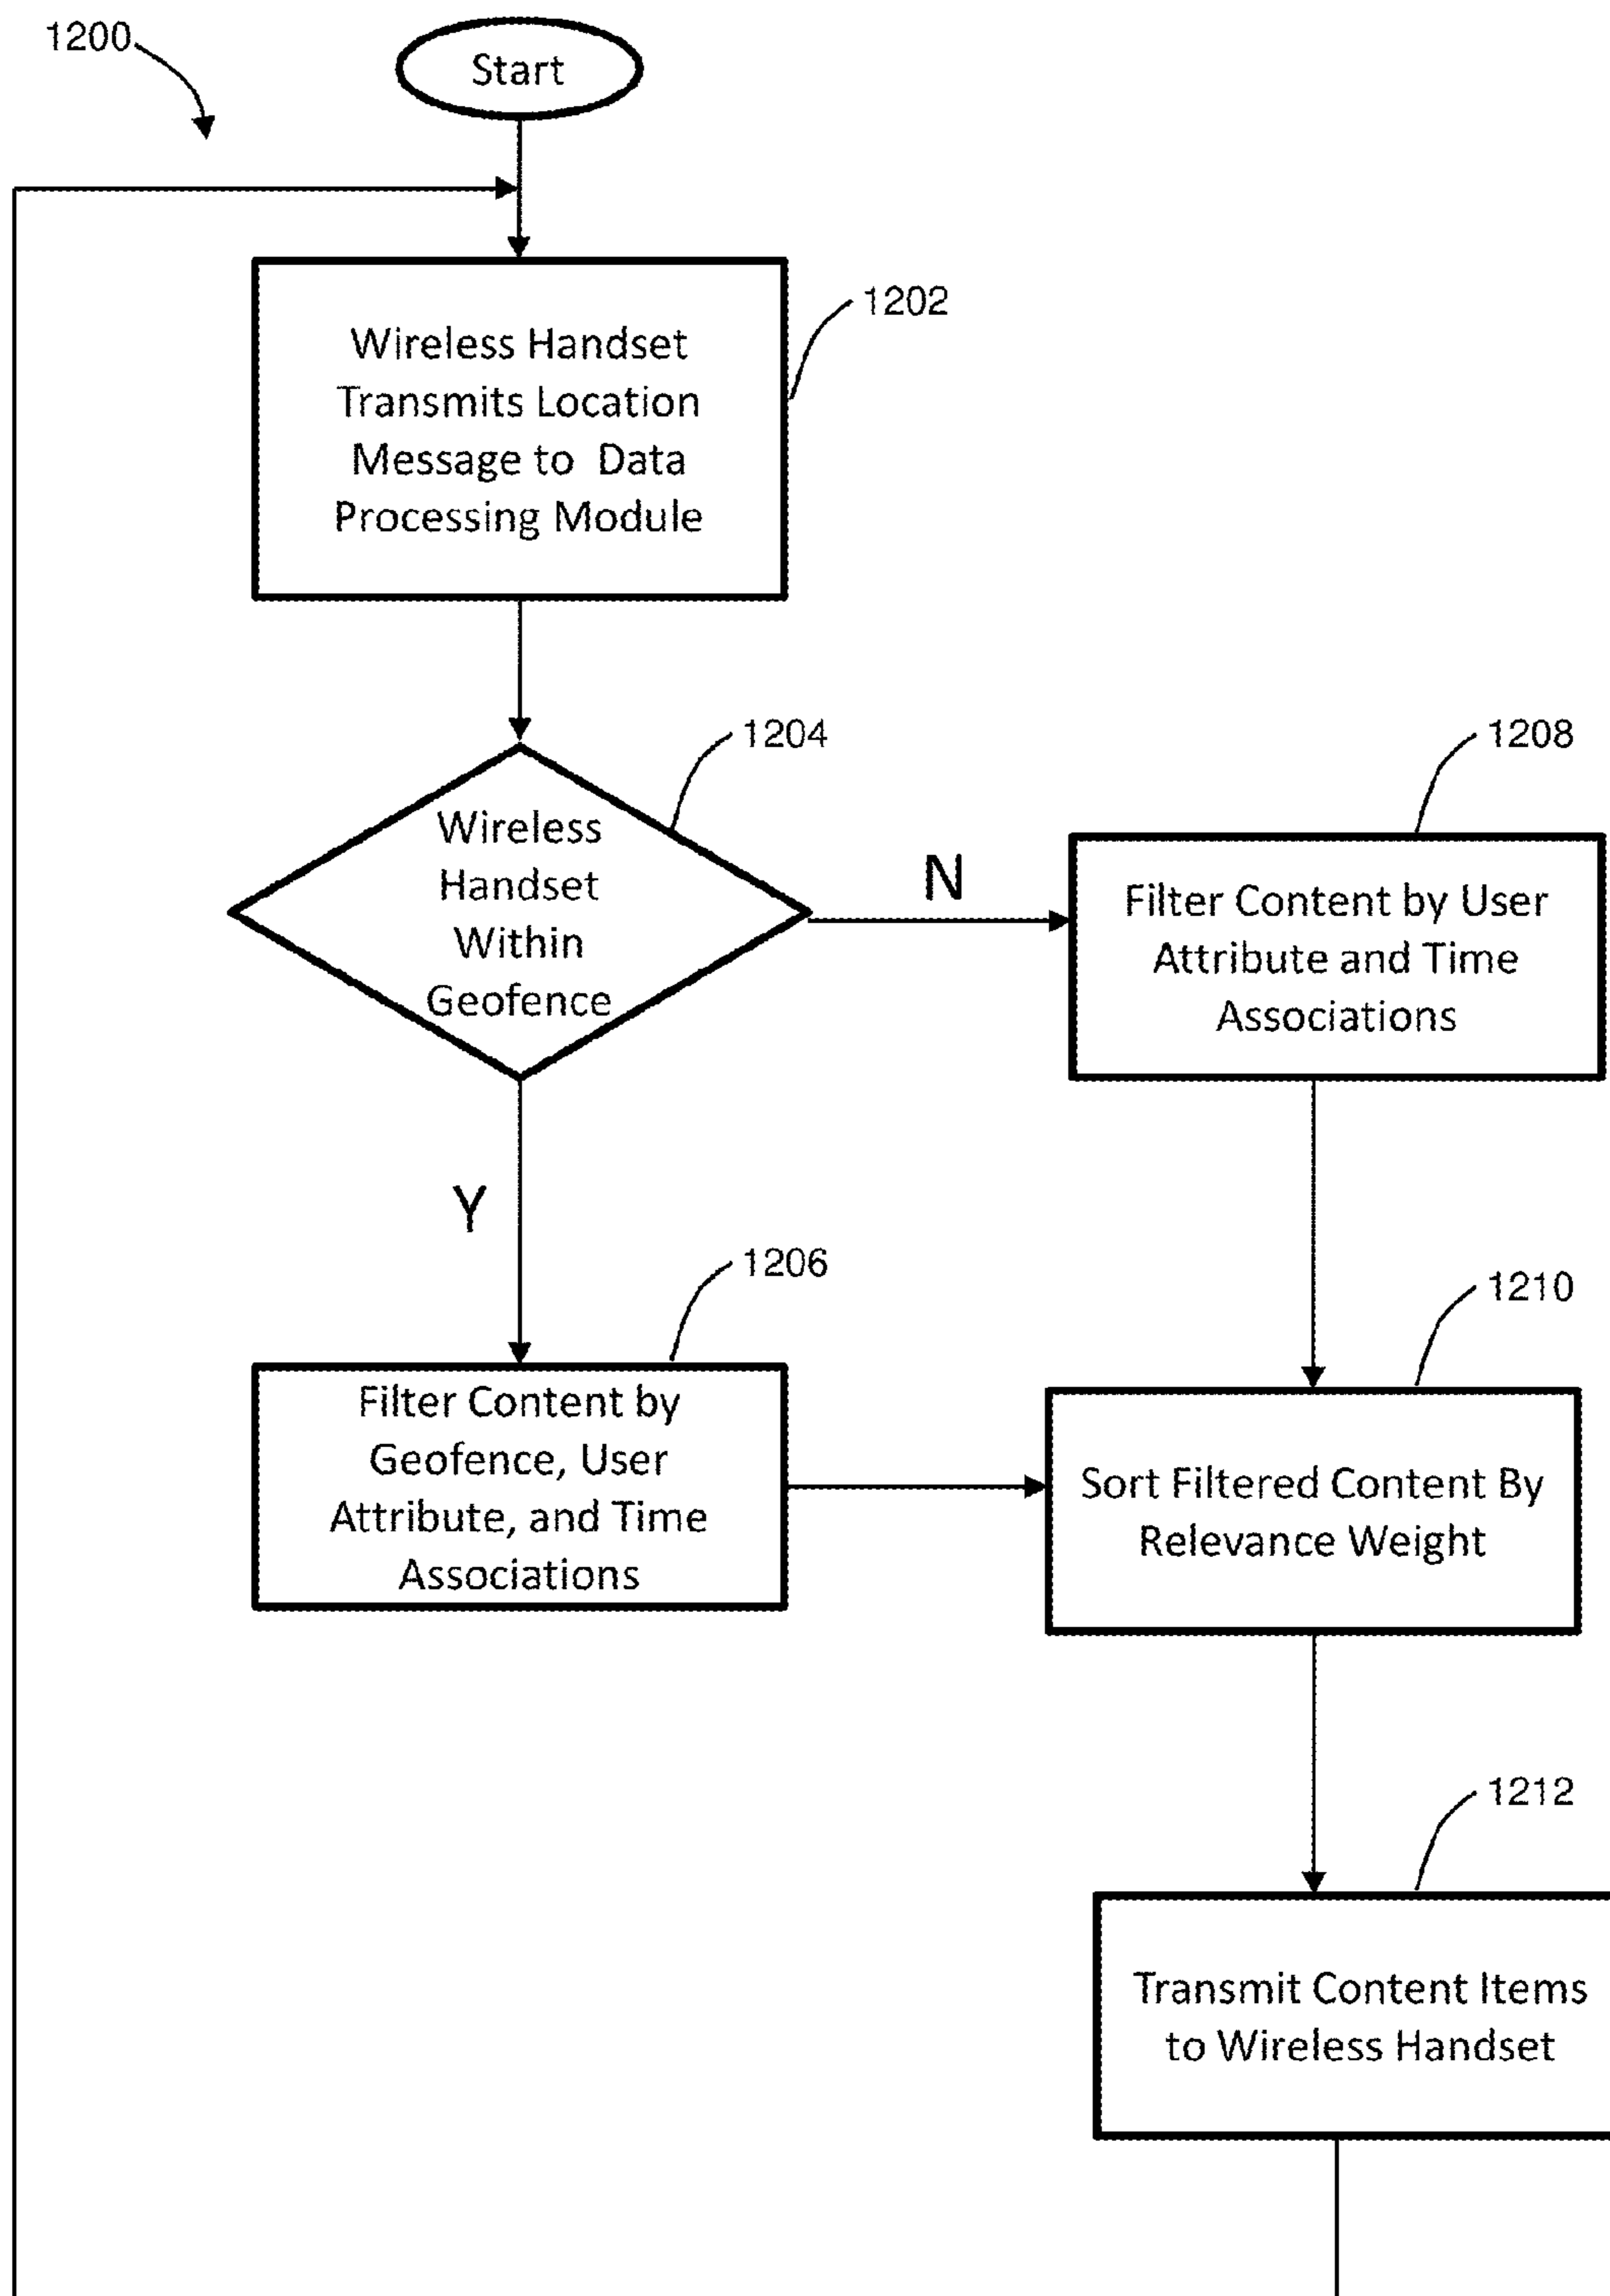 1200
Start
1202
Wireless Handset
Transmits Location
Message to Data
Processing Module
1204
Wireless
Handset
Within
Geofence
N
1208
Filter Content by User
Attribute and Time
Associations
Y
1206
Filter Content by
Geofence, User
Attribute, and Time
Associations
1210
Sort Filtered Content By
Relevance Weight
1212
Transmit Content Items
to Wireless Handset